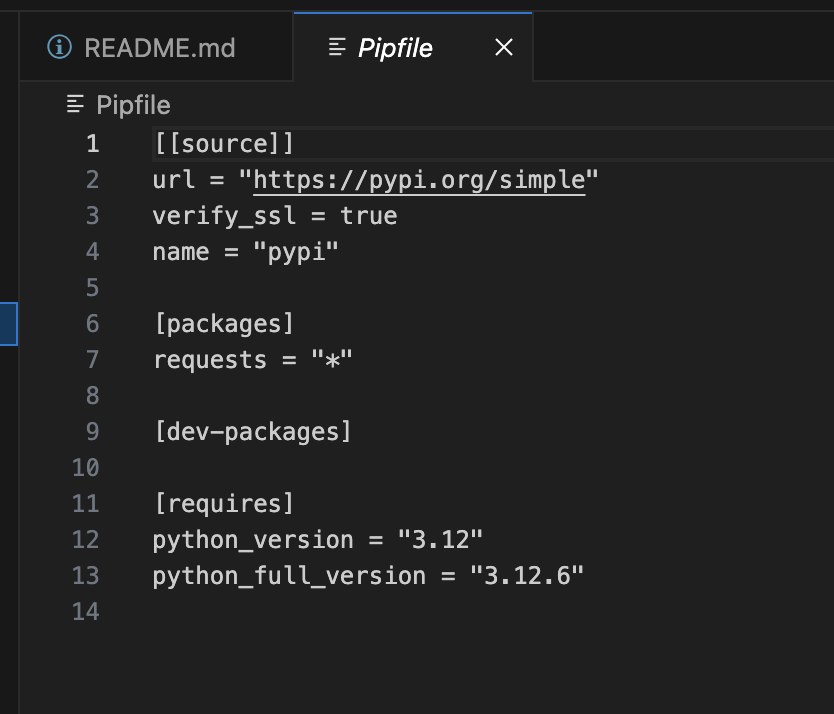 README.md
Pipfile
Pipfile
1 [[source]]
2 url = "https://pypi.org/simple"
3 verify_ssl = true
4 name = "pypi"
5
6 [packages]
7 requests = "*"
8
9 [dev-packages]
10
11 [requires]
12 python_version = "3.12"
13 python_full_version = "3.12.6"
14